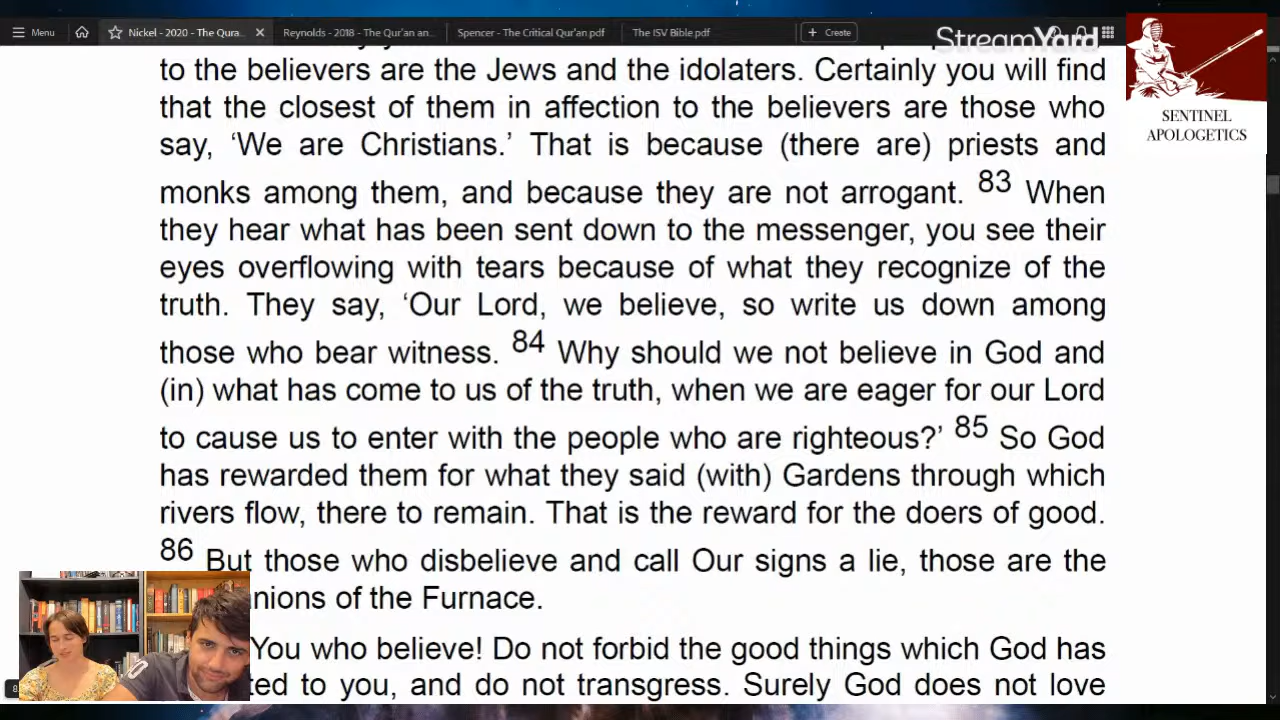 Menu
Nickel - 2020 - The Qura...
Reynolds - 2018 - The Qur'an an...
Spencer - The Critical Qur'an.pdf
The ISV Bible.pdf
+ Create
StreamYard
SENTINEL
APOLOGETICS
to the believers are the Jews and the idolaters. Certainly you will find
that the closest of them in affection to the believers are those who
say, ‘We are Christians.’ That is because (there are) priests and
monks among them, and because they are not arrogant. 83 When
they hear what has been sent down to the messenger, you see their
eyes overflowing with tears because of what they recognize of the
truth. They say, ‘Our Lord, we believe, so write us down among
those who bear witness. 84 Why should we not believe in God and
(in) what has come to us of the truth, when we are eager for our Lord
to cause us to enter with the people who are righteous?’ 85 So God
has rewarded them for what they said (with) Gardens through which
rivers flow, there to remain. That is the reward for the doers of good.
86 But those who disbelieve and call Our signs a lie, those are the
nions of the Furnace.
You who believe! Do not forbid the good things which God has
ted to you, and do not transgress. Surely God does not love